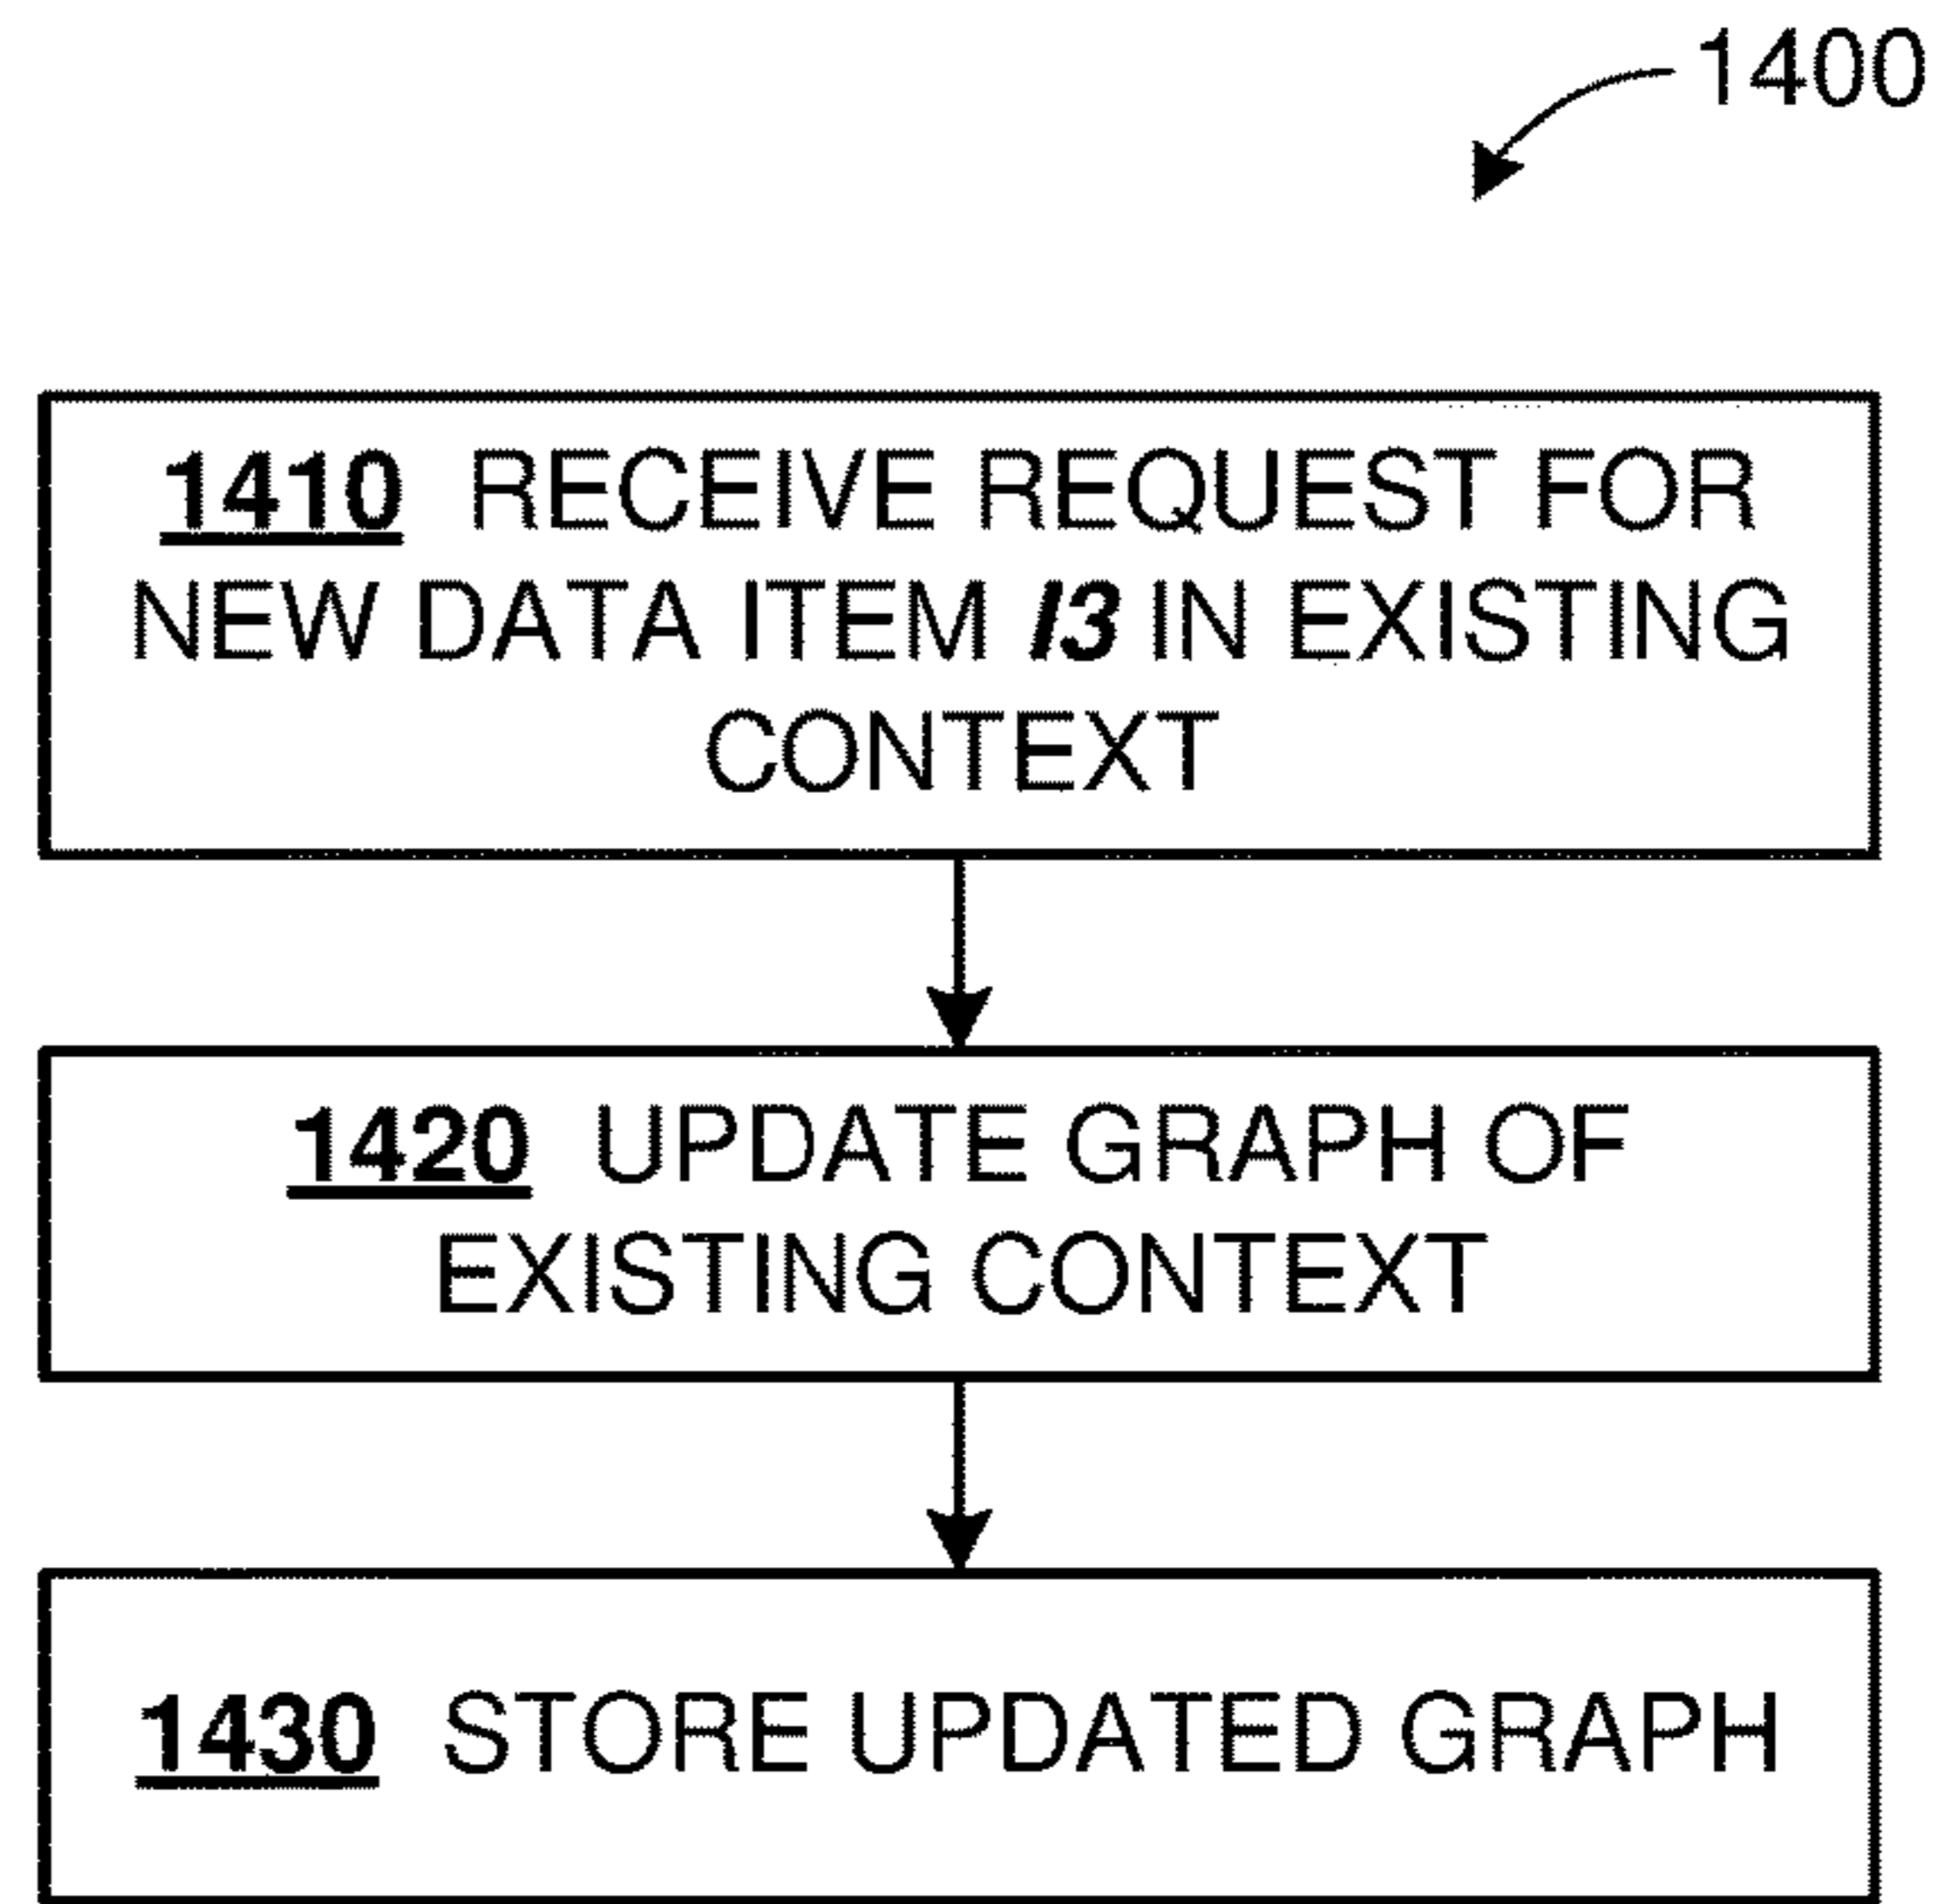 1400
1410 RECEIVE REQUEST FOR
NEW DATA ITEM I3 IN EXISTING
CONTEXT
1420 UPDATE GRAPH OF
EXISTING CONTEXT
1430 STORE UPDATED GRAPH